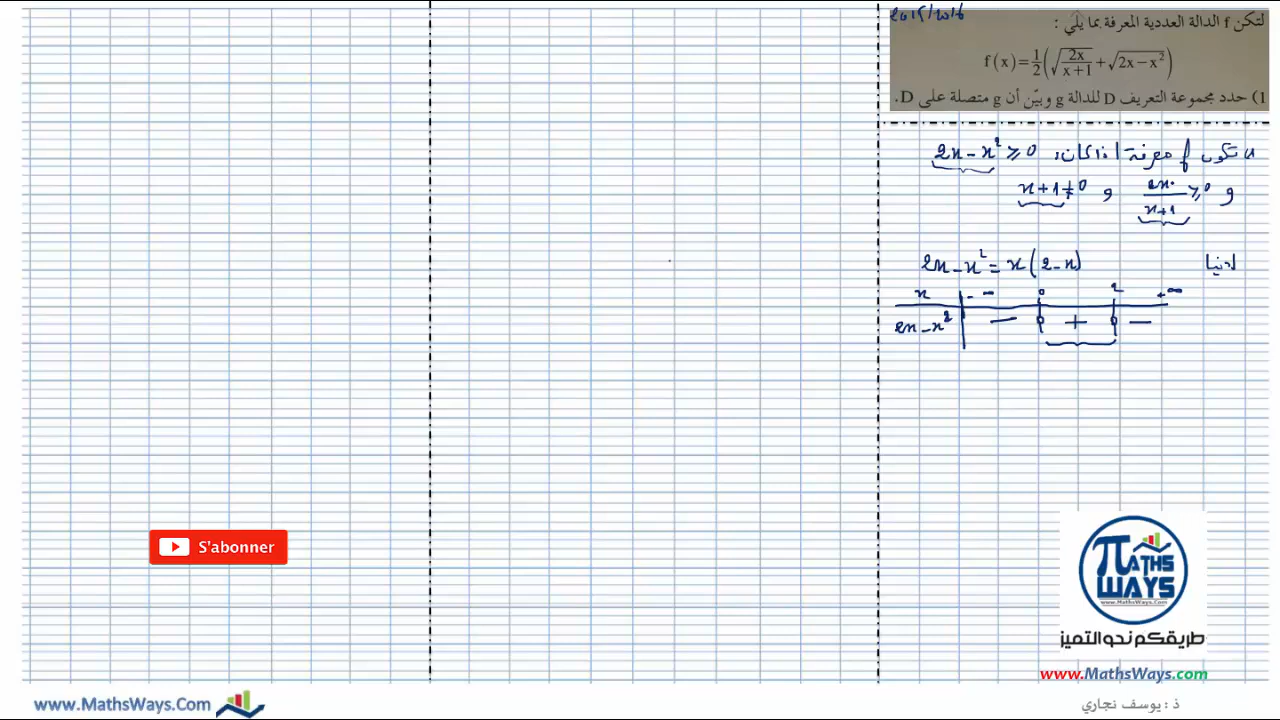 2015/2016
لتكن f الدالة العددية المعرفة بما يلي :
f(x)=1/2(√(2x/(x+1))+√(2x−x²))
1) حدد مجموعة التعريف D للدالة g وبيّن أن g متصلة على D.
تكون f معرفة إذا كان: 2x − x² ≥ 0
و 2x/(x+1) ≥ 0 و x+1 ≠ 0
لدينا 2x − x² = x(2−x)
x | −∞ 0 2 +∞
2x − x² | − 0 + 0 −
S'abonner
πATHS
WAYS
www.MathsWays.Com
طريقكم نحو التميز
www.MathsWays.com
www.MathsWays.Com
ذ : يوسف نجاري